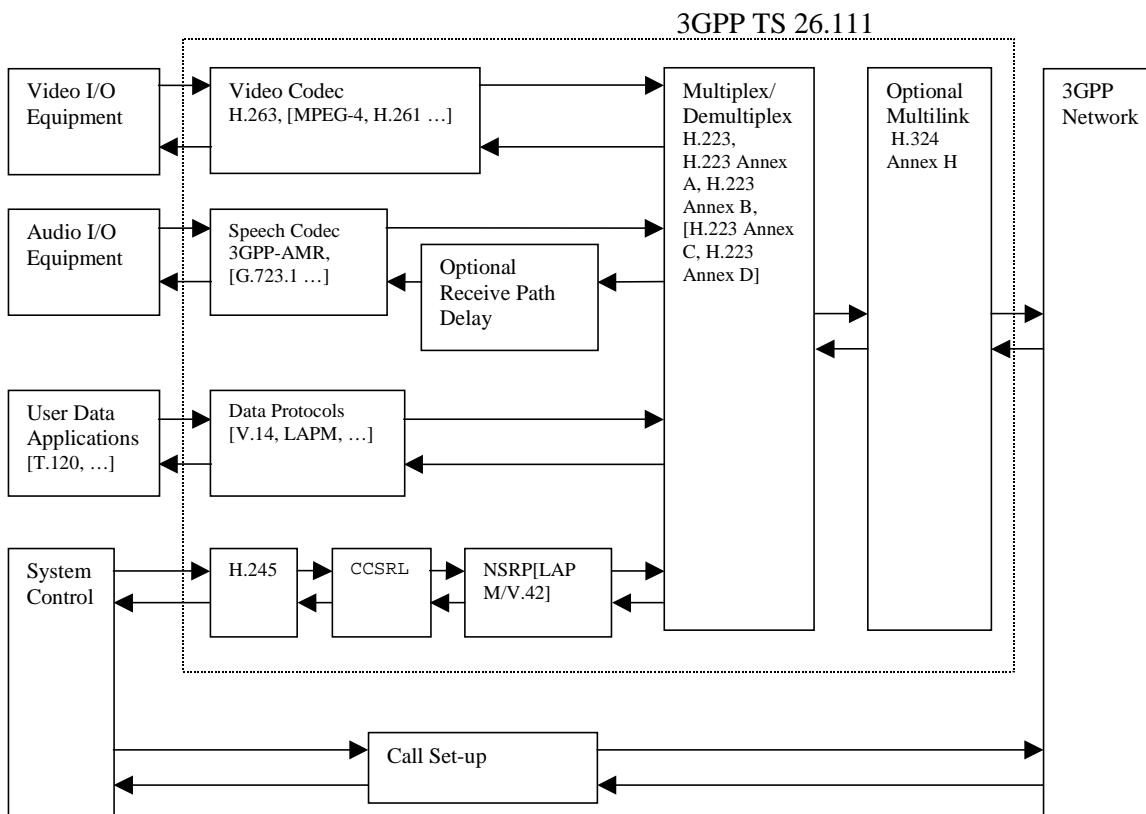 3GPP TS 26.111
Video I/O
Equipment
Video Codec
H.263, [MPEG-4, H.261 …]
Multiplex/
Demultiplex
H.223,
H.223 Annex
A, H.223
Annex B,
[H.223 Annex
C, H.223
Annex D]
Optional
Multilink
H.324
Annex H
3GPP
Network
Audio I/O
Equipment
Speech Codec
3GPP-AMR,
[G.723.1 …]
Optional
Receive Path
Delay
User Data
Applications
[T.120, …]
Data Protocols
[V.14, LAPM, …]
System
Control
H.245
CCSRL
NSRP[LAP
M/V.42]
Call Set-up